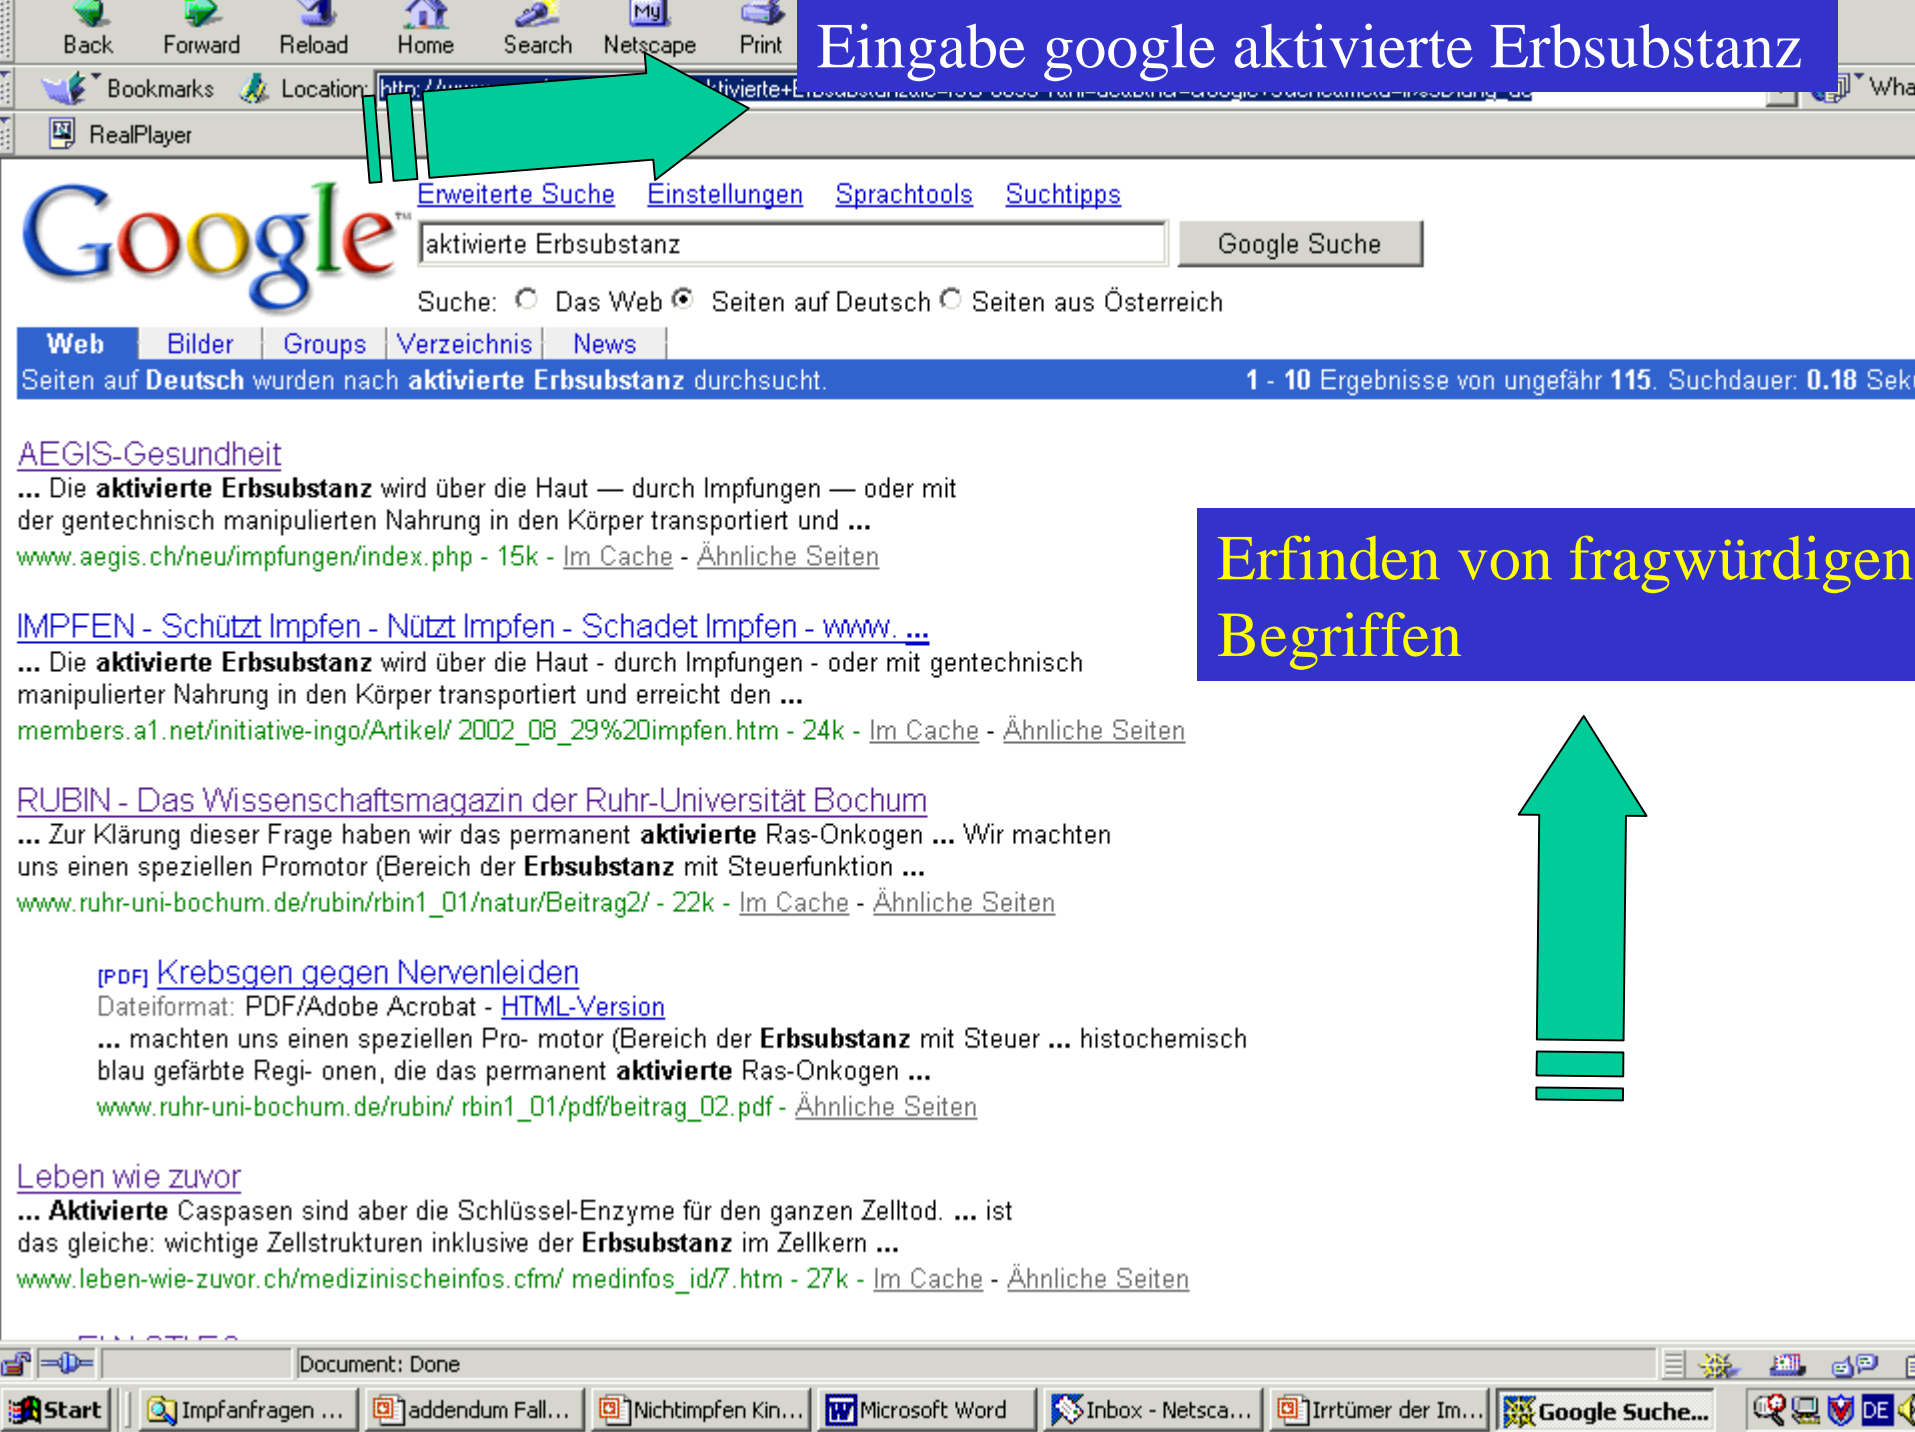 Back Forward Reload Home Search Netscape Print
My
Eingabe google aktivierte Erbsubstanz
Bookmarks Location:
RealPlayer
Google™
Erweiterte Suche Einstellungen Sprachtools Suchtipps
aktivierte Erbsubstanz Google Suche
Suche: Das Web Seiten auf Deutsch Seiten aus Österreich
Web Bilder Groups Verzeichnis News
Seiten auf Deutsch wurden nach aktivierte Erbsubstanz durchsucht. 1 - 10 Ergebnisse von ungefähr 115. Suchdauer: 0.18
AEGIS-Gesundheit
... Die aktivierte Erbsubstanz wird über die Haut — durch Impfungen — oder mit
der gentechnisch manipulierten Nahrung in den Körper transportiert und ...
www.aegis.ch/neu/impfungen/index.php - 15k - Im Cache - Ähnliche Seiten
Erfinden von fragwürdigen
Begriffen
IMPFEN - Schützt Impfen - Nützt Impfen - Schadet Impfen - www. ...
... Die aktivierte Erbsubstanz wird über die Haut - durch Impfungen - oder mit gentechnisch
manipulierter Nahrung in den Körper transportiert und erreicht den ...
members.a1.net/initiative-ingo/Artikel/ 2002_08_29%20impfen.htm - 24k - Im Cache - Ähnliche Seiten
RUBIN - Das Wissenschaftsmagazin der Ruhr-Universität Bochum
... Zur Klärung dieser Frage haben wir das permanent aktivierte Ras-Onkogen ... Wir machten
uns einen speziellen Promotor (Bereich der Erbsubstanz mit Steuerfunktion ...
www.ruhr-uni-bochum.de/rubin/rbin1_01/natur/Beitrag2/ - 22k - Im Cache - Ähnliche Seiten
[PDF] Krebsgen gegen Nervenleiden
Dateiformat: PDF/Adobe Acrobat - HTML-Version
... machten uns einen speziellen Pro- motor (Bereich der Erbsubstanz mit Steuer ... histochemisch
blau gefärbte Regi- onen, die das permanent aktivierte Ras-Onkogen ...
www.ruhr-uni-bochum.de/rubin/ rbin1_01/pdf/beitrag_02.pdf - Ähnliche Seiten
Leben wie zuvor
... Aktivierte Caspasen sind aber die Schlüssel-Enzyme für den ganzen Zelltod. ... ist
das gleiche: wichtige Zellstrukturen inklusive der Erbsubstanz im Zellkern ...
www.leben-wie-zuvor.ch/medizinischeinfos.cfm/ medinfos_id/7.htm - 27k - Im Cache - Ähnliche Seiten
Document: Done
Start Impfanfragen ... addendum Fall... Nichtimpfen Kin... Microsoft Word Inbox - Netsca... Irrtümer der Im... Google Suche... DE